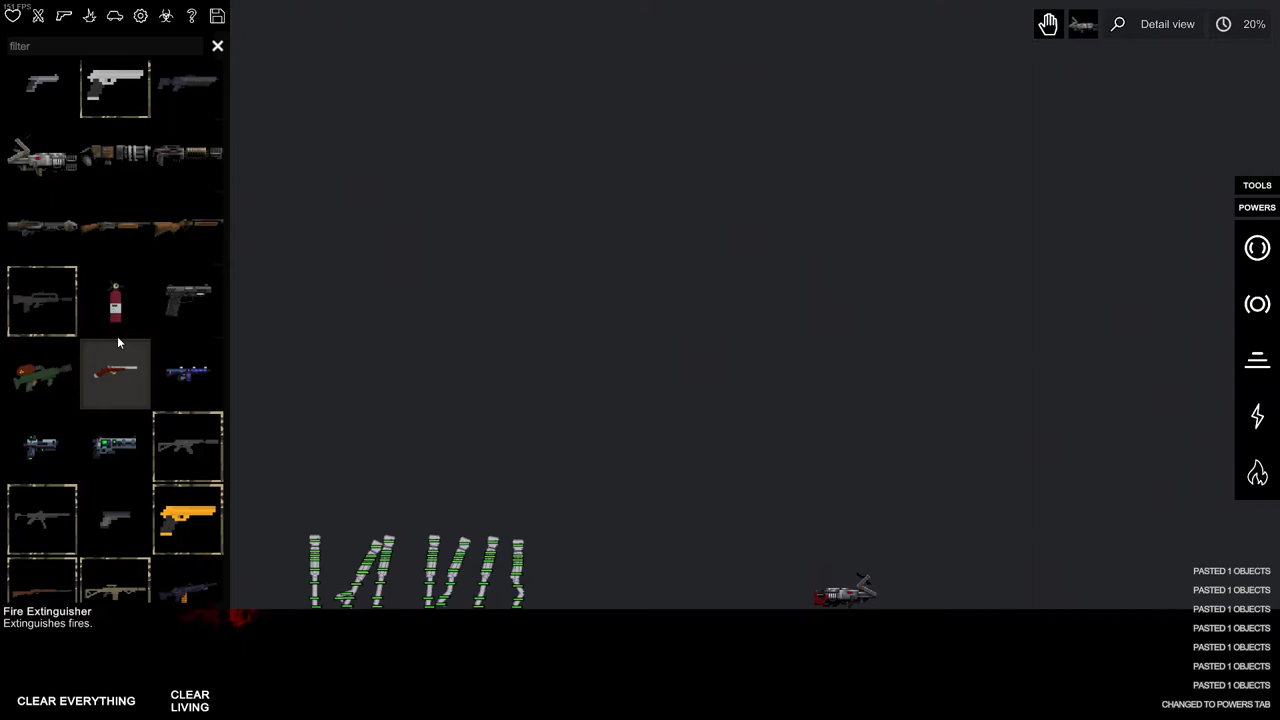 151 FPS
filter
Detail view
20%
TOOLS
POWERS
Fire Extinguisher
Extinguishes fires.
CLEAR EVERYTHING
CLEAR
LIVING
PASTED 1 OBJECTS
PASTED 1 OBJECTS
PASTED 1 OBJECTS
PASTED 1 OBJECTS
PASTED 1 OBJECTS
PASTED 1 OBJECTS
PASTED 1 OBJECTS
CHANGED TO POWERS TAB